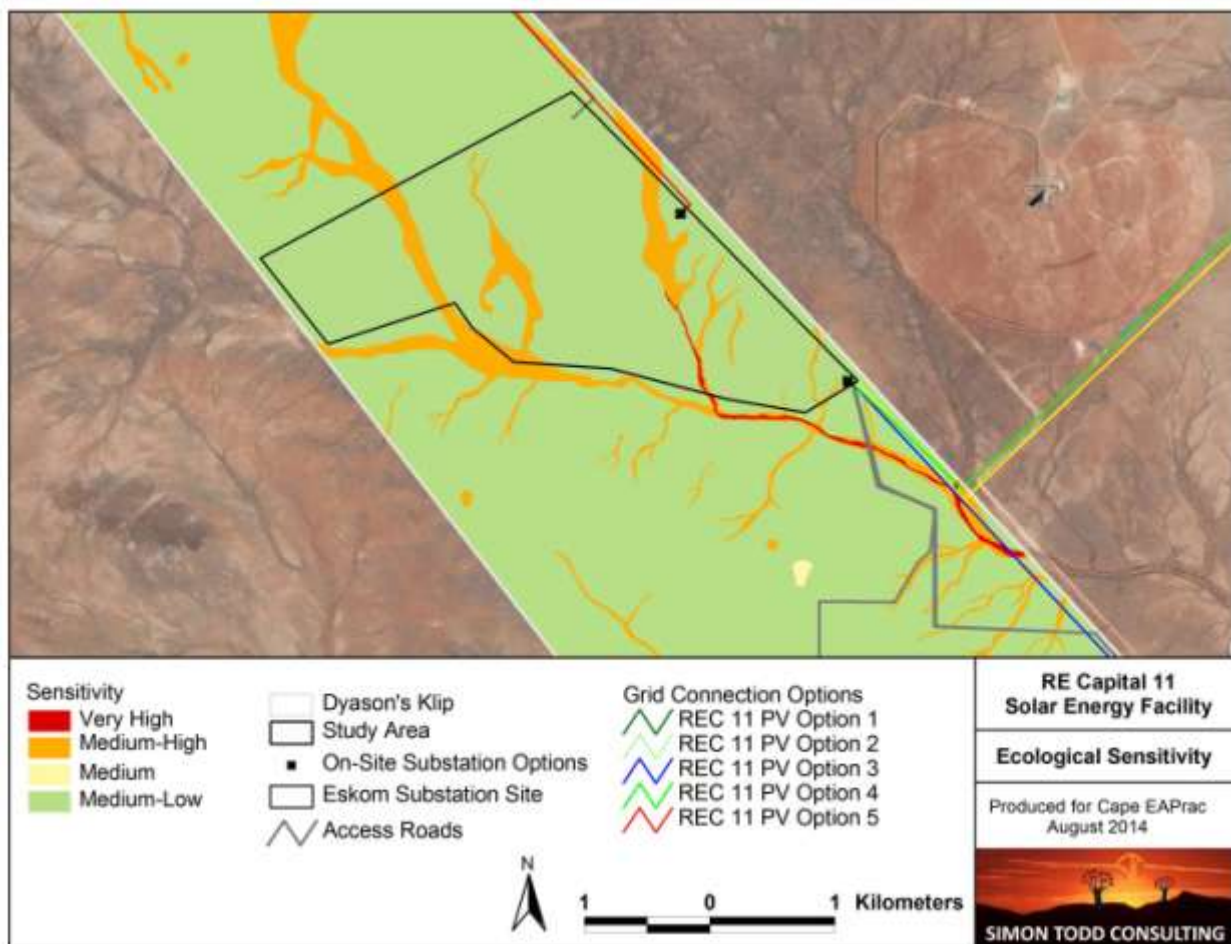 Sensitivity
Very High
Medium-High
Medium
Medium-Low
Dyason's Klip
Study Area
On-Site Substation Options
Eskom Substation Site
Access Roads
Grid Connection Options
REC 11 PV Option 1
REC 11 PV Option 2
REC 11 PV Option 3
REC 11 PV Option 4
REC 11 PV Option 5
N
1 0 1 Kilometers
RE Capital 11
Solar Energy Facility
Ecological Sensitivity
Produced for Cape EAPrac
August 2014
SIMON TODD CONSULTING